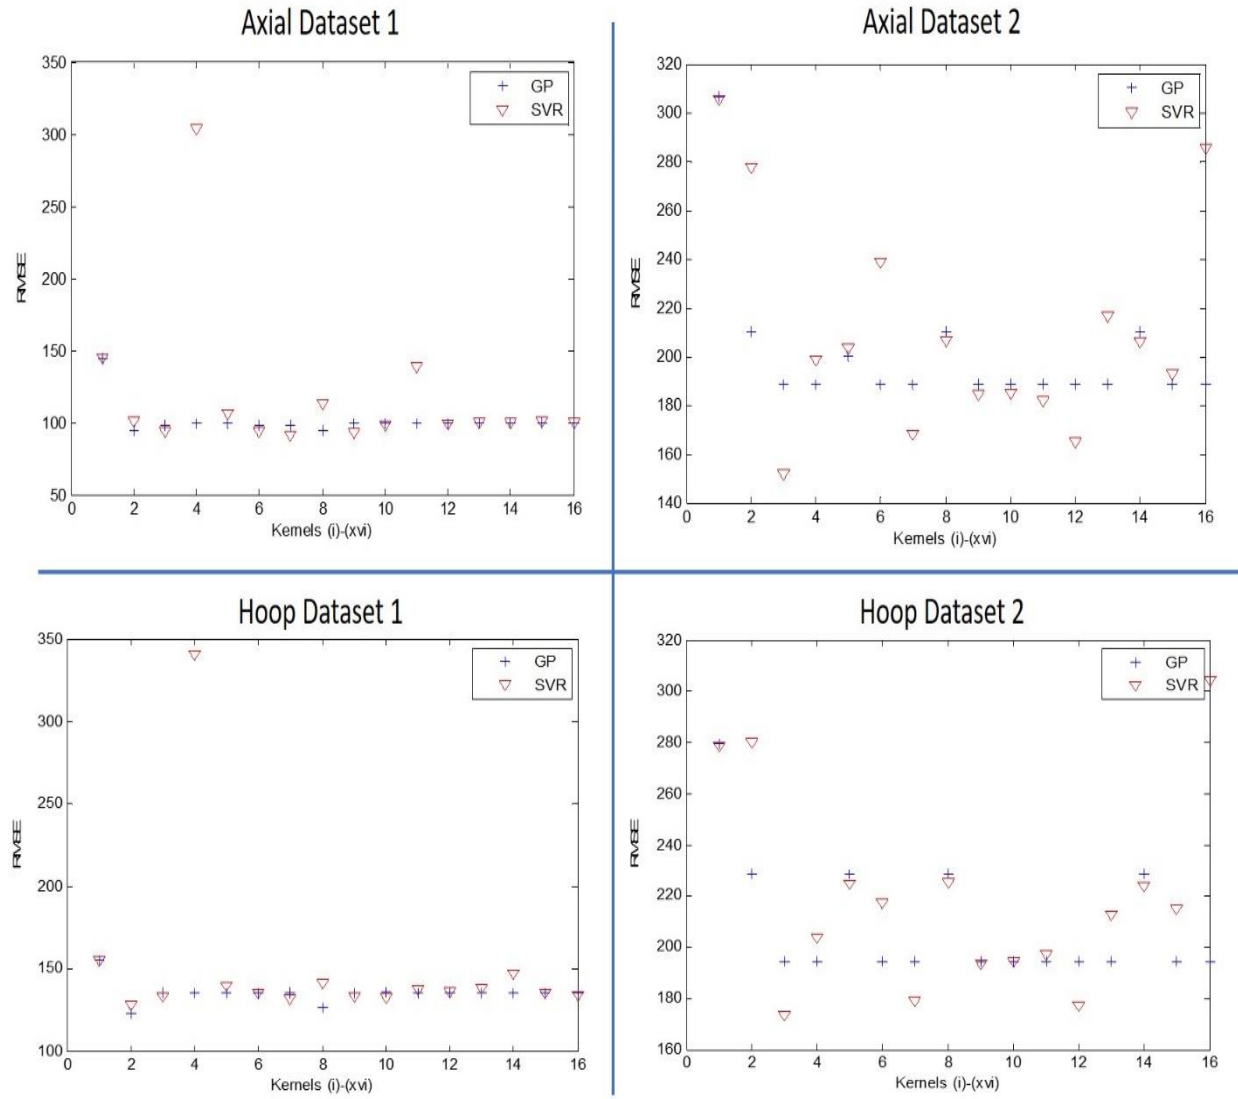 Axial Dataset 1
350
300
250
200
150
100
50
RMSE
GP
SVR
0 2 4 6 8 10 12 14 16
Kernels (i)-(xvi)
Axial Dataset 2
320
300
280
260
240
220
200
180
160
140
RMSE
GP
SVR
0 2 4 6 8 10 12 14 16
Kernels (i)-(xvi)
Hoop Dataset 1
350
300
250
200
150
100
RMSE
GP
SVR
0 2 4 6 8 10 12 14 16
Kernels (i)-(xvi)
Hoop Dataset 2
320
300
280
260
240
220
200
180
160
RMSE
GP
SVR
0 2 4 6 8 10 12 14 16
Kernels (i)-(xvi)